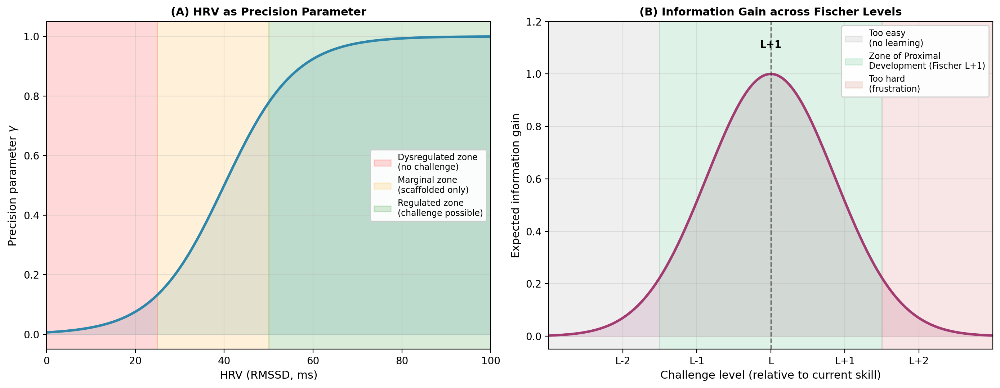 (A) HRV as Precision Parameter
Precision parameter γ
1.0
0.8
0.6
0.4
0.2
0.0
Dysregulated zone
(no challenge)
Marginal zone
(scaffolded only)
Regulated zone
(challenge possible)
0 20 40 60 80 100
HRV (RMSSD, ms)
(B) Information Gain across Fischer Levels
Expected information gain
1.2
1.0
0.8
0.6
0.4
0.2
0.0
L+1
Too easy
(no learning)
Zone of Proximal
Development (Fischer L+1)
Too hard
(frustration)
L-2 L-1 L L+1 L+2
Challenge level (relative to current skill)